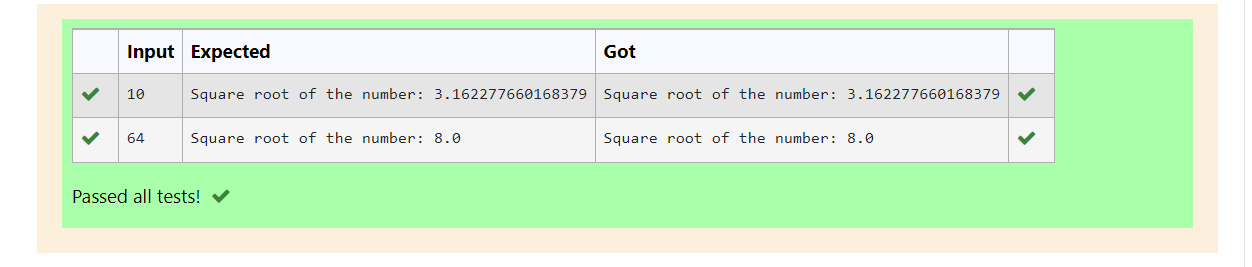 Input Expected Got
10 Square root of the number: 3.162277660168379 Square root of the number: 3.162277660168379
64 Square root of the number: 8.0 Square root of the number: 8.0
Passed all tests!